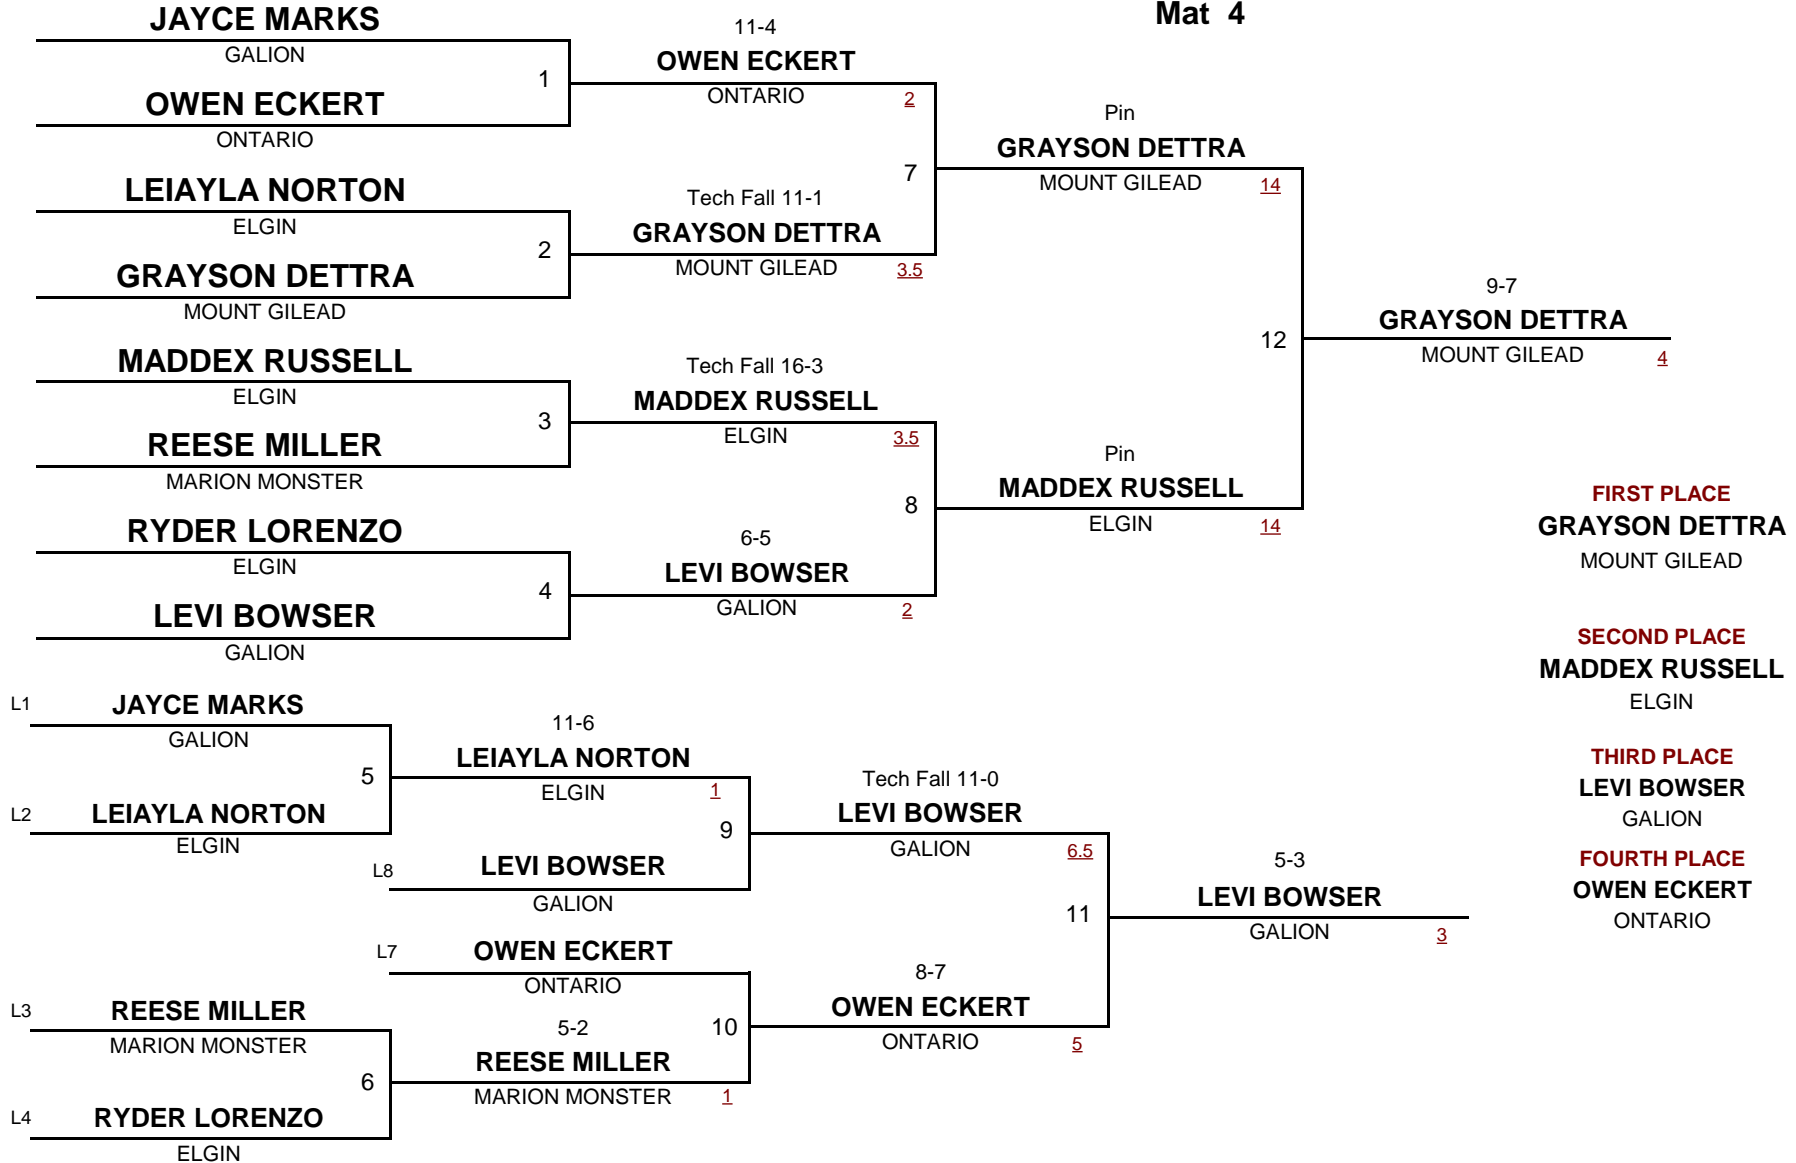 Mat 4
JAYCE MARKS
GALION
1
OWEN ECKERT
ONTARIO
11-4
OWEN ECKERT
ONTARIO
2
LEIAYLA NORTON
ELGIN
2
GRAYSON DETTRA
MOUNT GILEAD
Tech Fall 11-1
GRAYSON DETTRA
MOUNT GILEAD
3.5
7
Pin
GRAYSON DETTRA
MOUNT GILEAD
14
MADDEX RUSSELL
ELGIN
3
REESE MILLER
MARION MONSTER
Tech Fall 16-3
MADDEX RUSSELL
ELGIN
3.5
RYDER LORENZO
ELGIN
4
LEVI BOWSER
GALION
6-5
LEVI BOWSER
GALION
2
8
Pin
MADDEX RUSSELL
ELGIN
14
12
9-7
GRAYSON DETTRA
MOUNT GILEAD
4
FIRST PLACE
GRAYSON DETTRA
MOUNT GILEAD
SECOND PLACE
MADDEX RUSSELL
ELGIN
THIRD PLACE
LEVI BOWSER
GALION
FOURTH PLACE
OWEN ECKERT
ONTARIO
L1
JAYCE MARKS
GALION
5
L2
LEIAYLA NORTON
ELGIN
11-6
LEIAYLA NORTON
ELGIN
1
9
L8
LEVI BOWSER
GALION
Tech Fall 11-0
LEVI BOWSER
GALION
6.5
L7
OWEN ECKERT
ONTARIO
10
L3
REESE MILLER
MARION MONSTER
6
L4
RYDER LORENZO
ELGIN
5-2
REESE MILLER
MARION MONSTER
1
8-7
OWEN ECKERT
ONTARIO
5
11
5-3
LEVI BOWSER
GALION
3